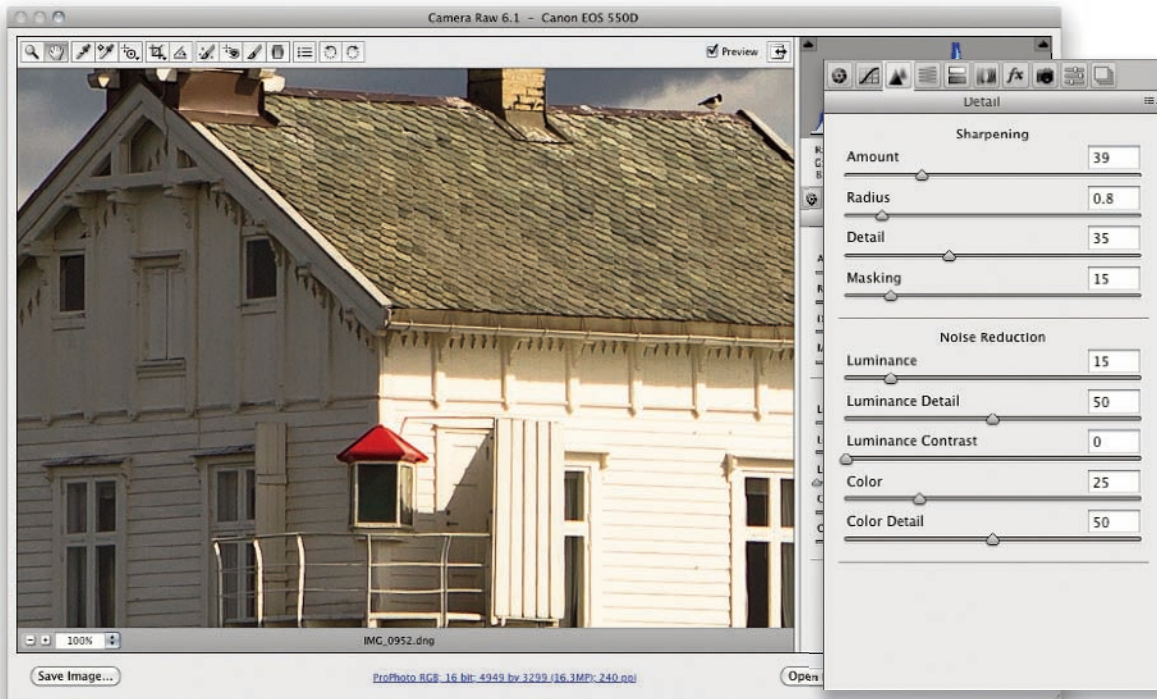 Camera Raw 6.1 – Canon EOS 550D
Preview
fx
Detail
Sharpening
Amount 39
Radius 0.8
Detail 35
Masking 15
Noise Reduction
Luminance 15
Luminance Detail 50
Luminance Contrast 0
Color 25
Color Detail 50
100%
IMG_0952.dng
Save Image...
ProPhoto RGB; 16 bit; 4949 by 3299 (16.3MP); 240 ppi
Open